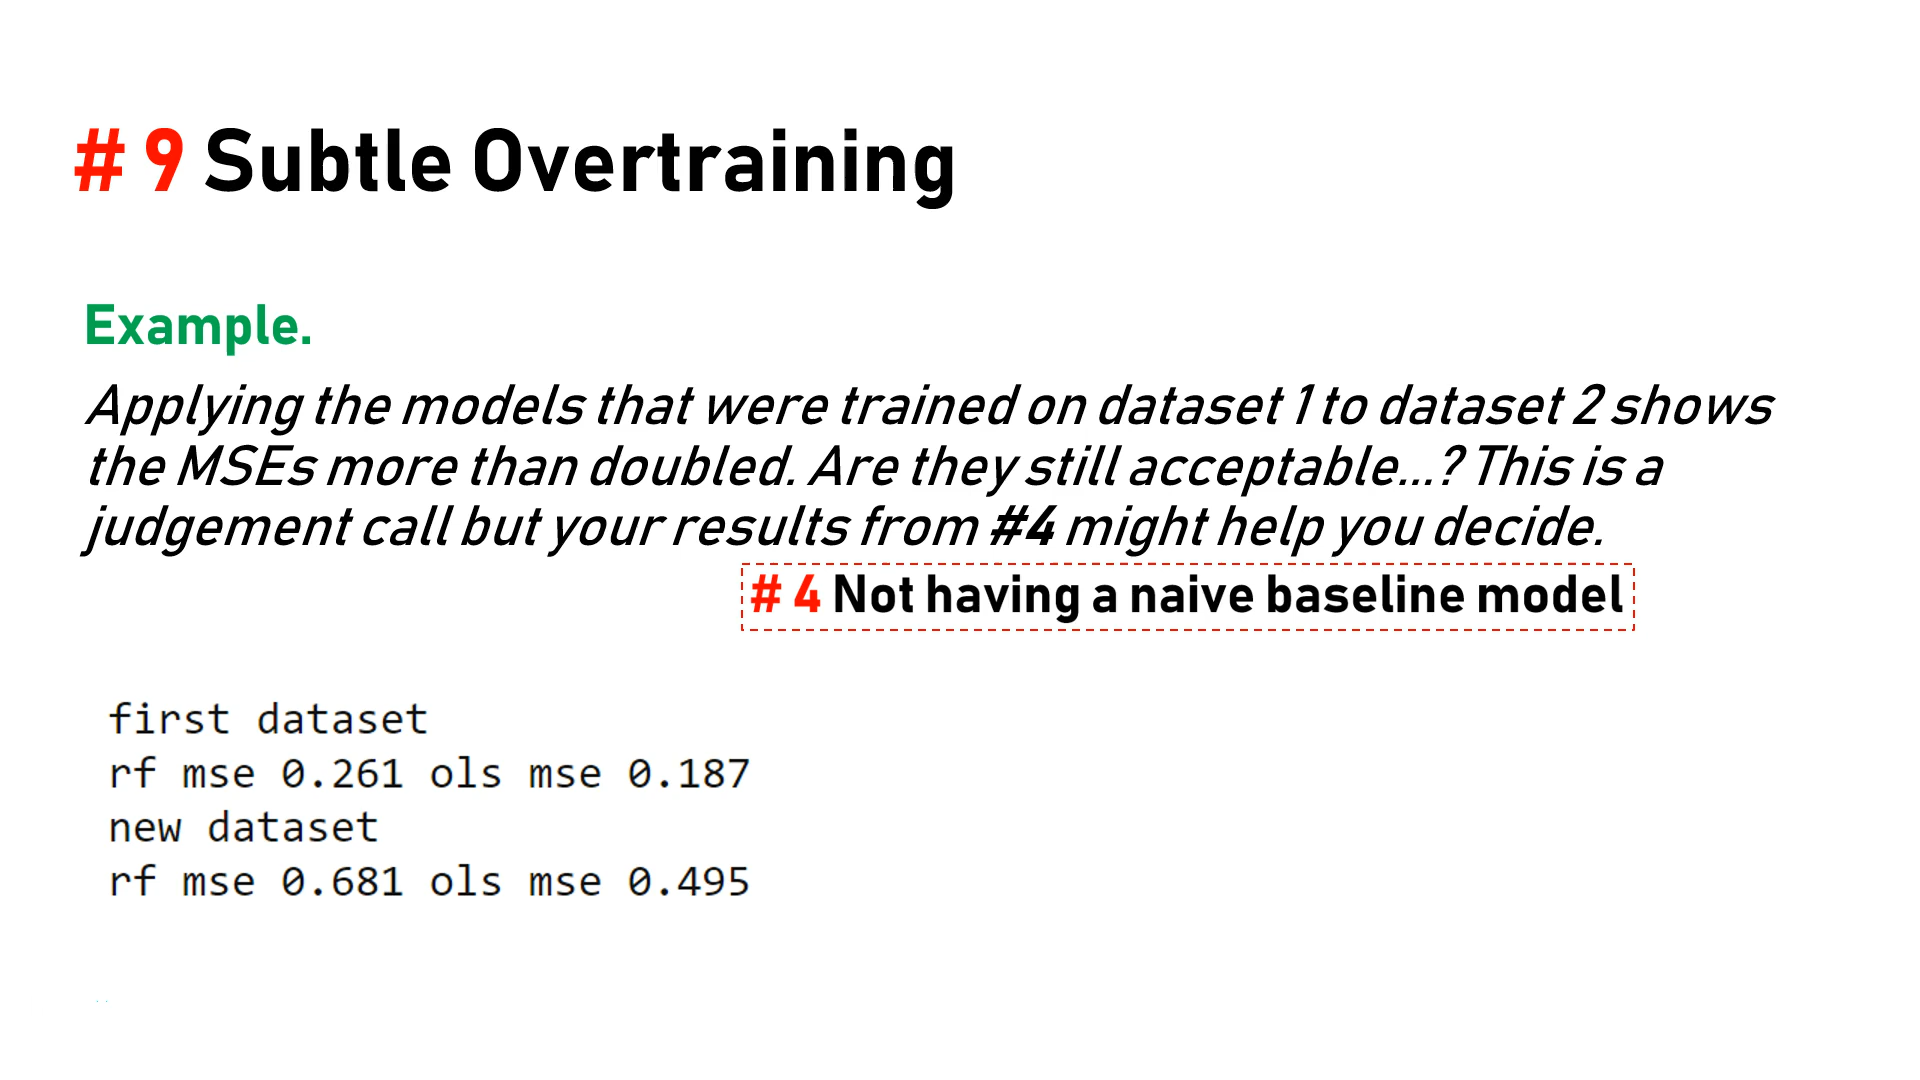 # 9 Subtle Overtraining
Example.
Applying the models that were trained on dataset 1 to dataset 2 shows
the MSEs more than doubled. Are they still acceptable...? This is a
judgement call but your results from #4 might help you decide.
# 4 Not having a naive baseline model
first dataset
rf mse 0.261 ols mse 0.187
new dataset
rf mse 0.681 ols mse 0.495